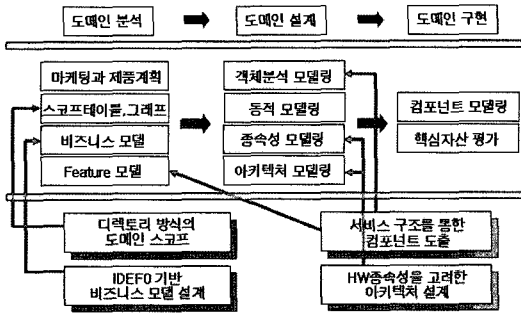 도메인 분석
도메인 설계
도메인 구현
마케팅과 제품계획
스코프테이블,그래프
비즈니스 모델
Feature 모델
객체분석 모델링
동적 모델링
종속성 모델링
아키텍처 모델링
컴포넌트 모델링
핵심자산 평가
디렉토리 방식의
도메인 스코프
IDEF0 기반
비즈니스 모델 설계
서비스 구조를 통한
컴포넌트 도출
HW종속성을 고려한
아키텍처 설계